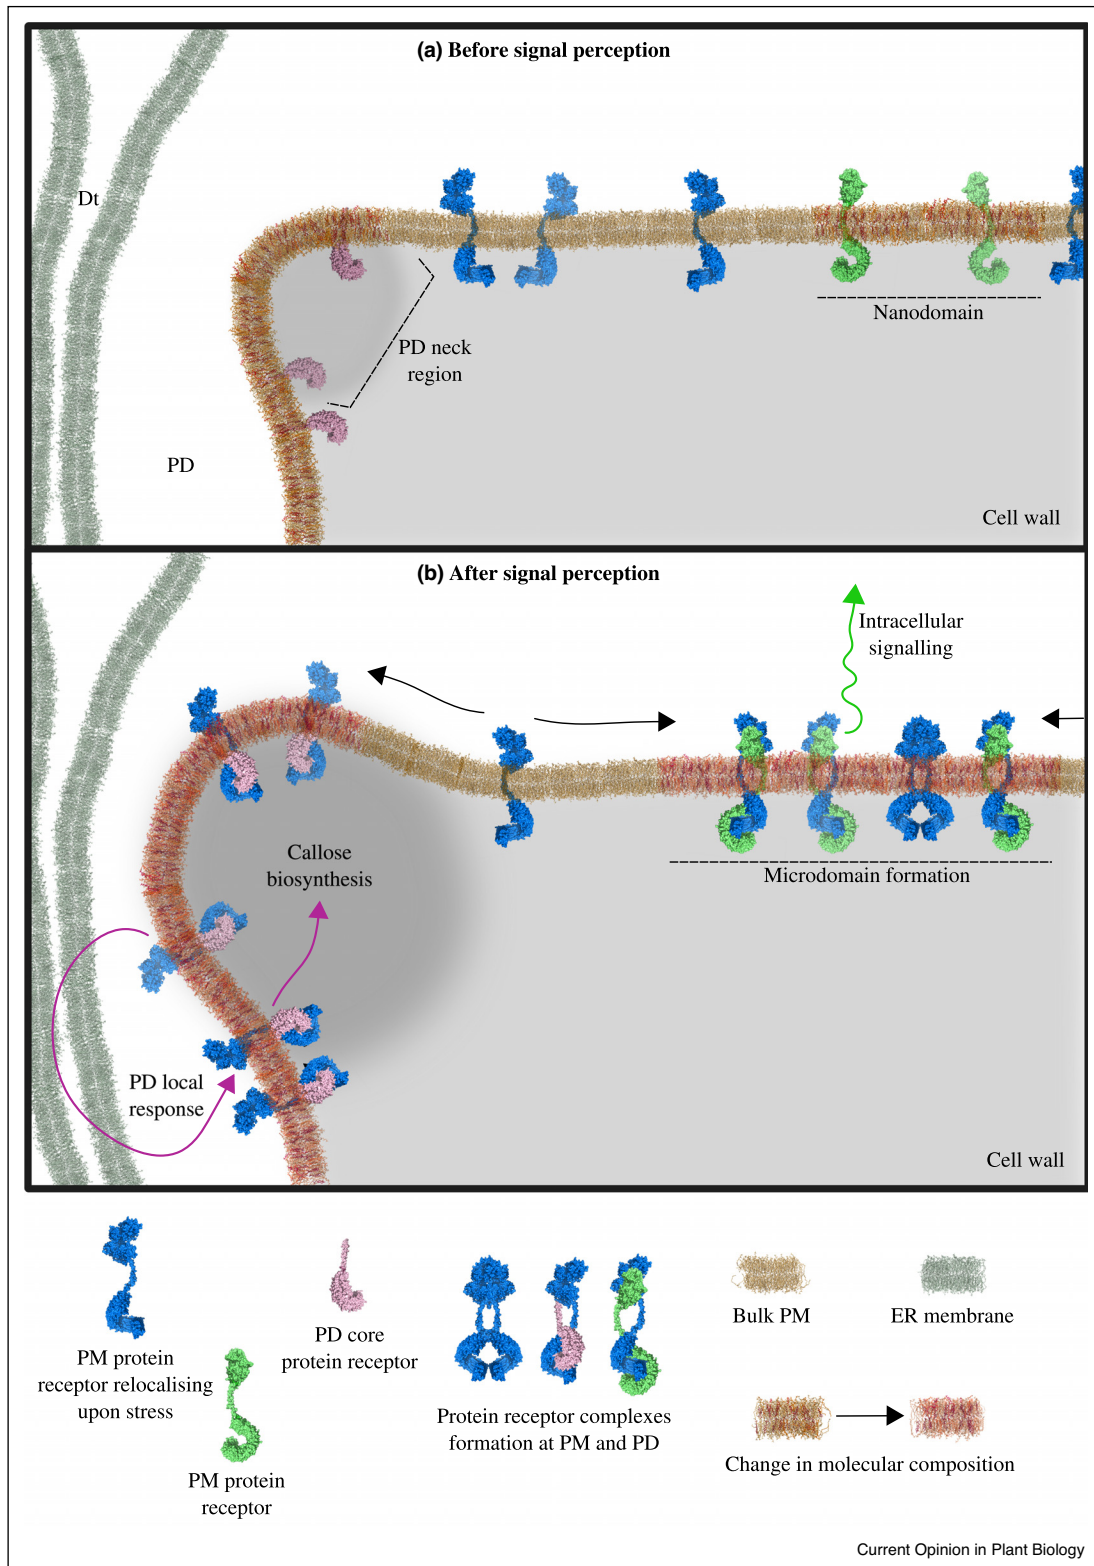 (a) Before signal perception
Dt
Nanodomain
PD neck
region
PD
Cell wall
(b) After signal perception
Intracellular
signalling
Callose
biosynthesis
Microdomain formation
PD local
response
Cell wall
PM protein
receptor relocalising
upon stress
PM protein
receptor
PD core
protein receptor
Protein receptor complexes
formation at PM and PD
Bulk PM
ER membrane
Change in molecular composition
Current Opinion in Plant Biology